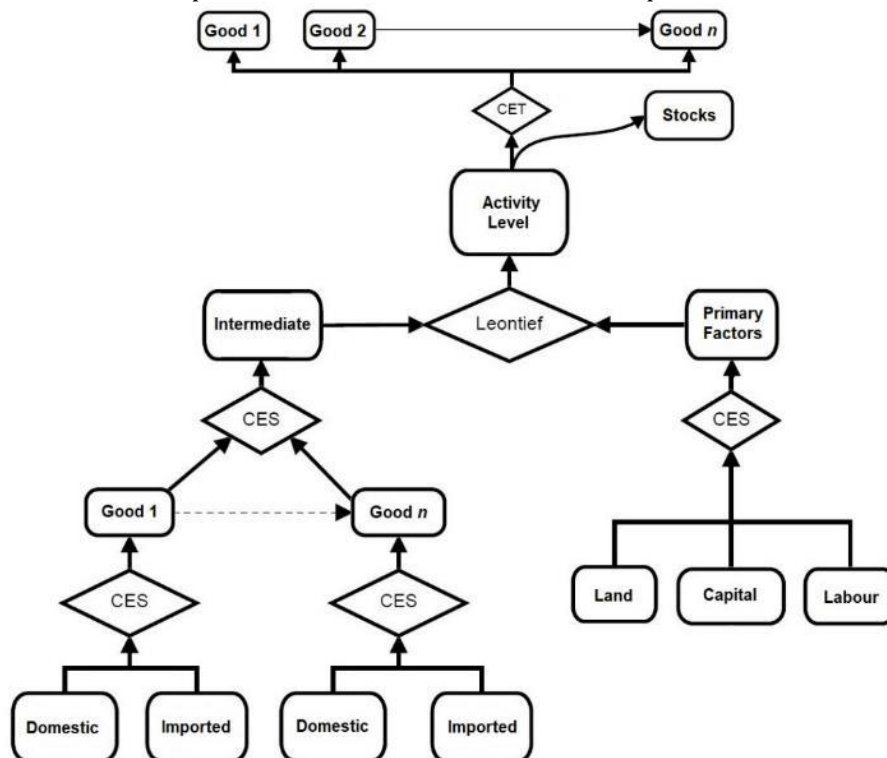 Good 1
Good 2
Good n
CET
Stocks
Activity
Level
Intermediate
Leontief
Primary
Factors
CES
CES
Good 1
Good n
CES
CES
Land
Capital
Labour
Domestic
Imported
Domestic
Imported